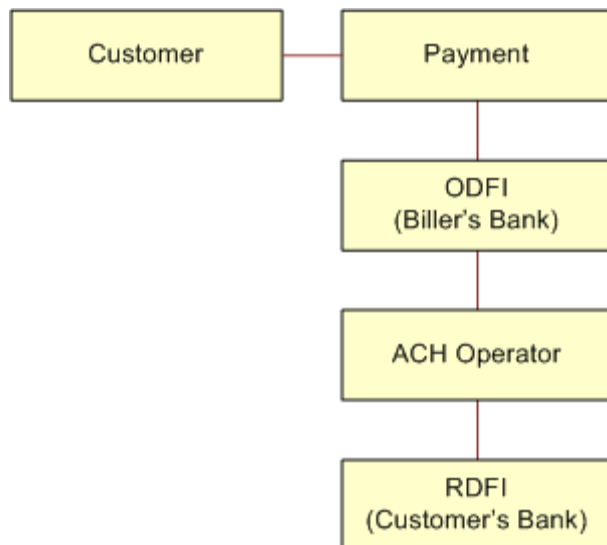 Customer
Payment
ODFI
(Biller's Bank)
ACH Operator
RDFI
(Customer's Bank)